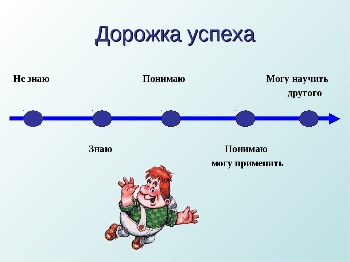 Дорожка успеха
Не знаю
Понимаю
Могу научить
другого
Знаю
Понимаю
могу применить